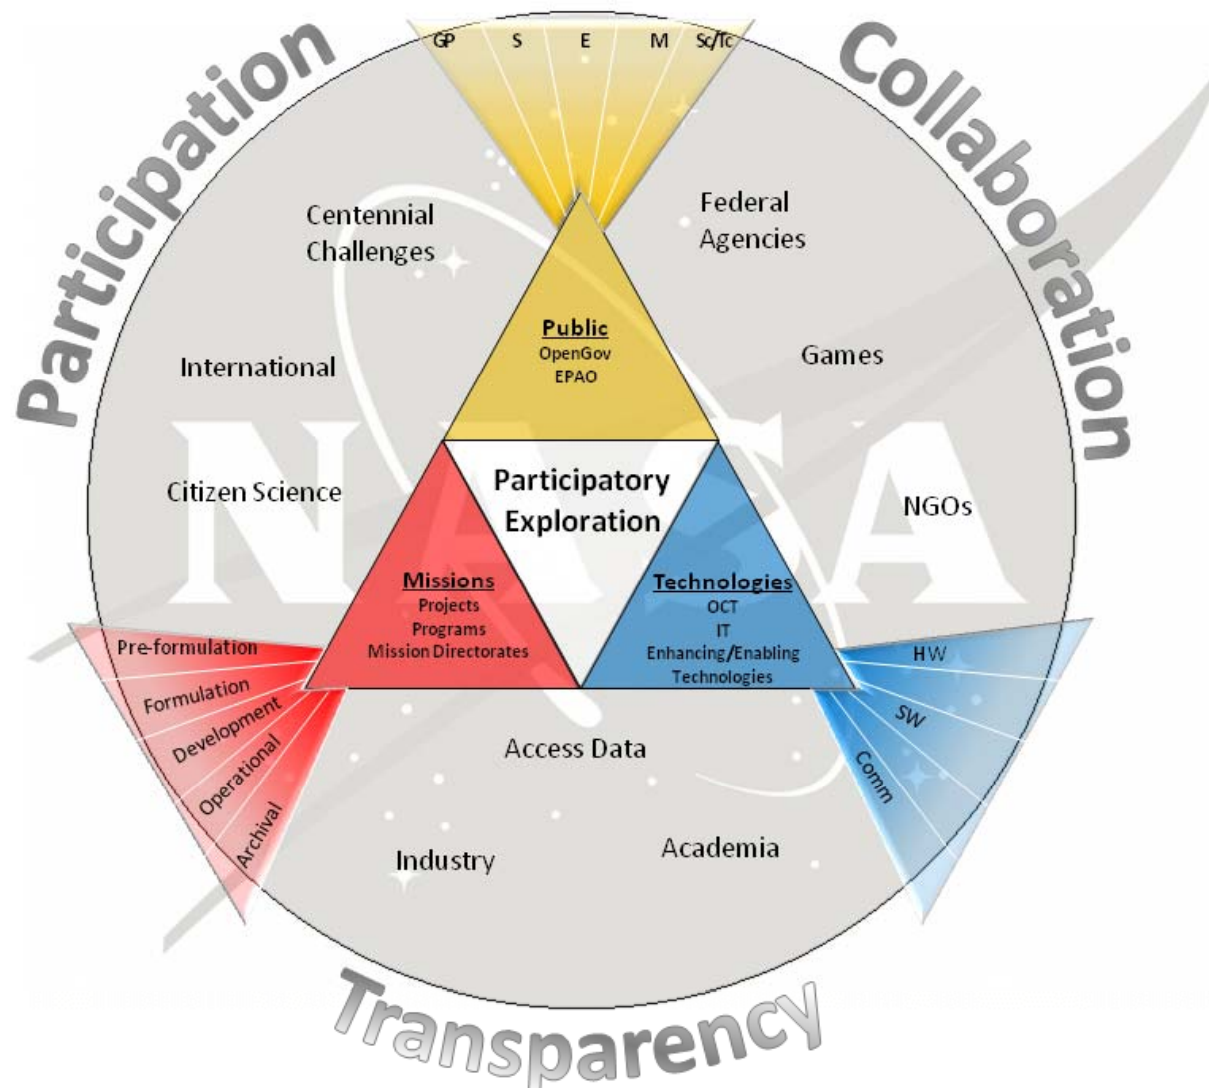 Participation
Collaboration
Transparency
GP S E M Sc/Tc
Centennial
Challenges
Federal
Agencies
International
Games
Citizen Science
NGOs
Public
OpenGov
EPAO
Participatory
Exploration
Missions
Projects
Programs
Mission Directorates
Technologies
OCT
IT
Enhancing/Enabling
Technologies
NASA
Pre-formulation
Formulation
Development
Operational
Archival
HW
SW
Comm
Access Data
Industry
Academia